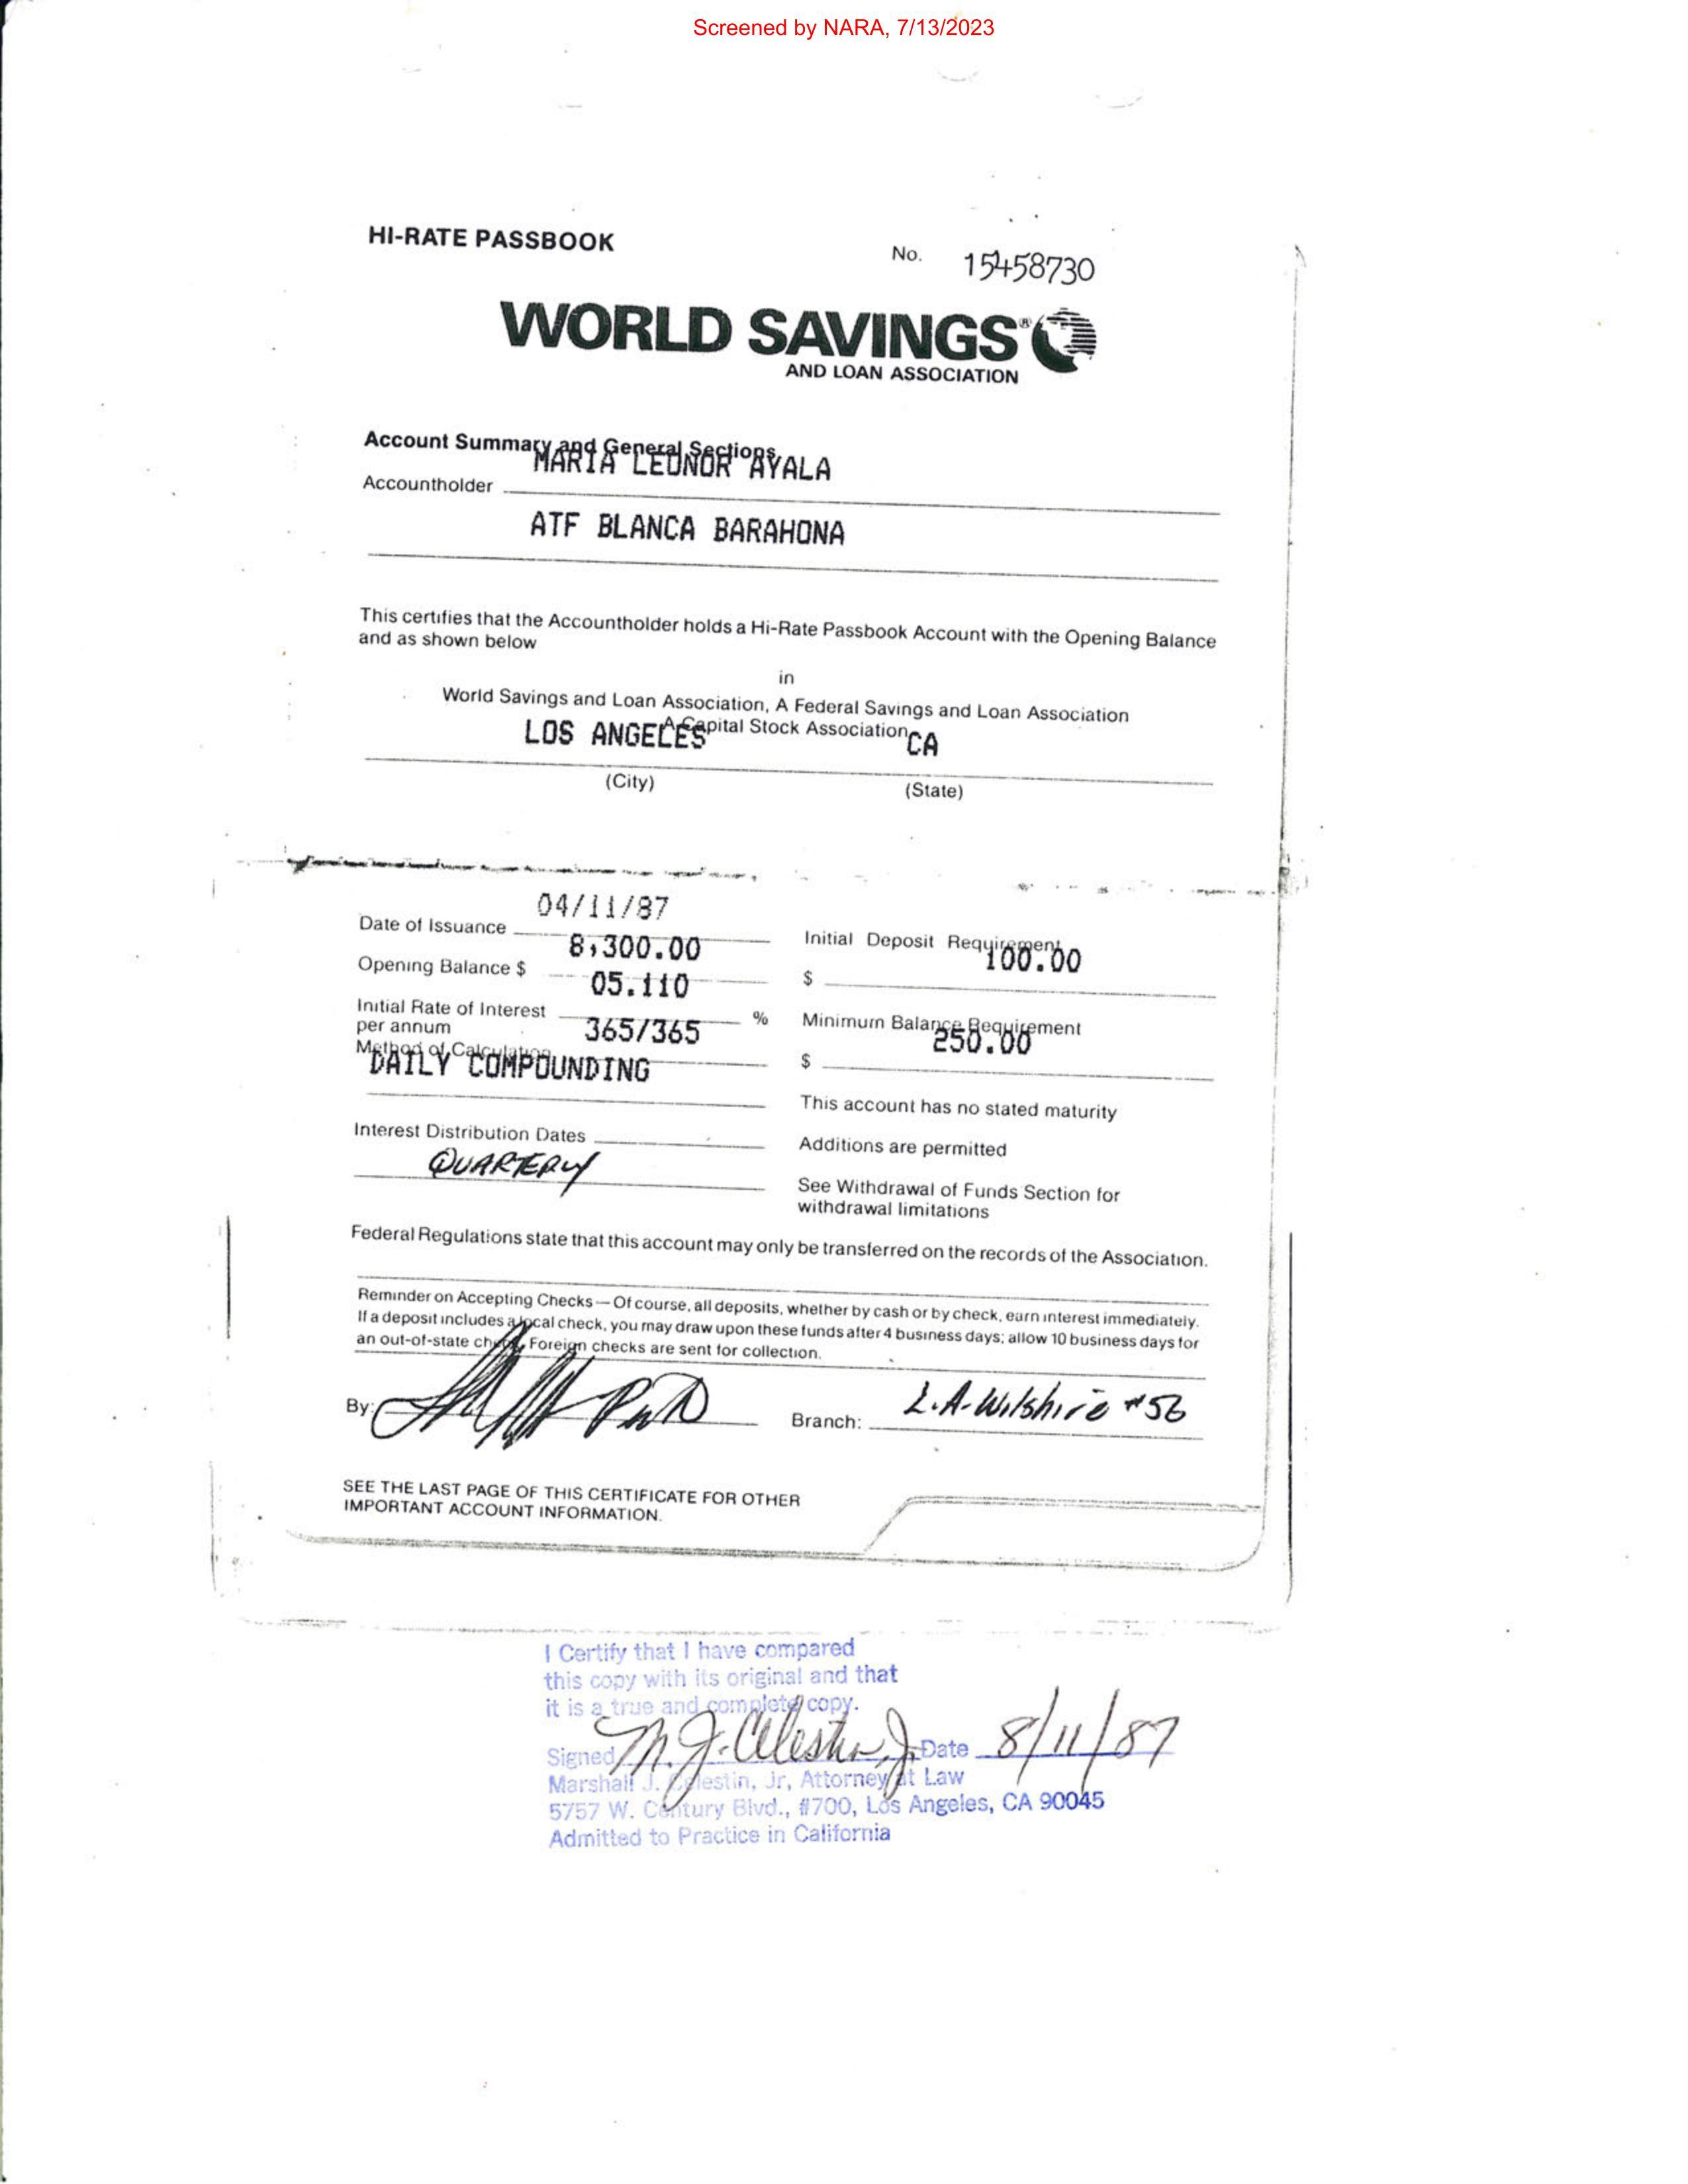 Screened by NARA, 7/13/2023
HI-RATE PASSBOOK
No. 15458730
WORLD SAVINGS®
AND LOAN ASSOCIATION
Account Summary and General Sections
MARIA LEONOR AYALA
Accountholder
ATF BLANCA BARAHONA
This certifies that the Accountholder holds a Hi-Rate Passbook Account with the Opening Balance
and as shown below
in
World Savings and Loan Association, A Federal Savings and Loan Association
A Capital Stock Association
LOS ANGELES CA
(City) (State)
Date of Issuance 04/11/87
Opening Balance $ 8,300.00
Initial Rate of Interest
per annum 05.110 %
Method of Calculation 365/365
DAILY COMPOUNDING
Interest Distribution Dates
QUARTERLY
Initial Deposit Requirement
$ 100.00
Minimum Balance Requirement
$ 250.00
This account has no stated maturity
Additions are permitted
See Withdrawal of Funds Section for
withdrawal limitations
Federal Regulations state that this account may only be transferred on the records of the Association.
Reminder on Accepting Checks — Of course, all deposits, whether by cash or by check, earn interest immediately.
If a deposit includes a local check, you may draw upon these funds after 4 business days; allow 10 business days for
an out-of-state check. Foreign checks are sent for collection.
By:
Branch: L.A. Wilshire #56
SEE THE LAST PAGE OF THIS CERTIFICATE FOR OTHER
IMPORTANT ACCOUNT INFORMATION.
I Certify that I have compared
this copy with its original and that
it is a true and complete copy.
Signed M. J. Celestin, Jr. Date 8/11/87
Marshall J. Celestin, Jr, Attorney at Law
5757 W. Century Blvd., #700, Los Angeles, CA 90045
Admitted to Practice in California